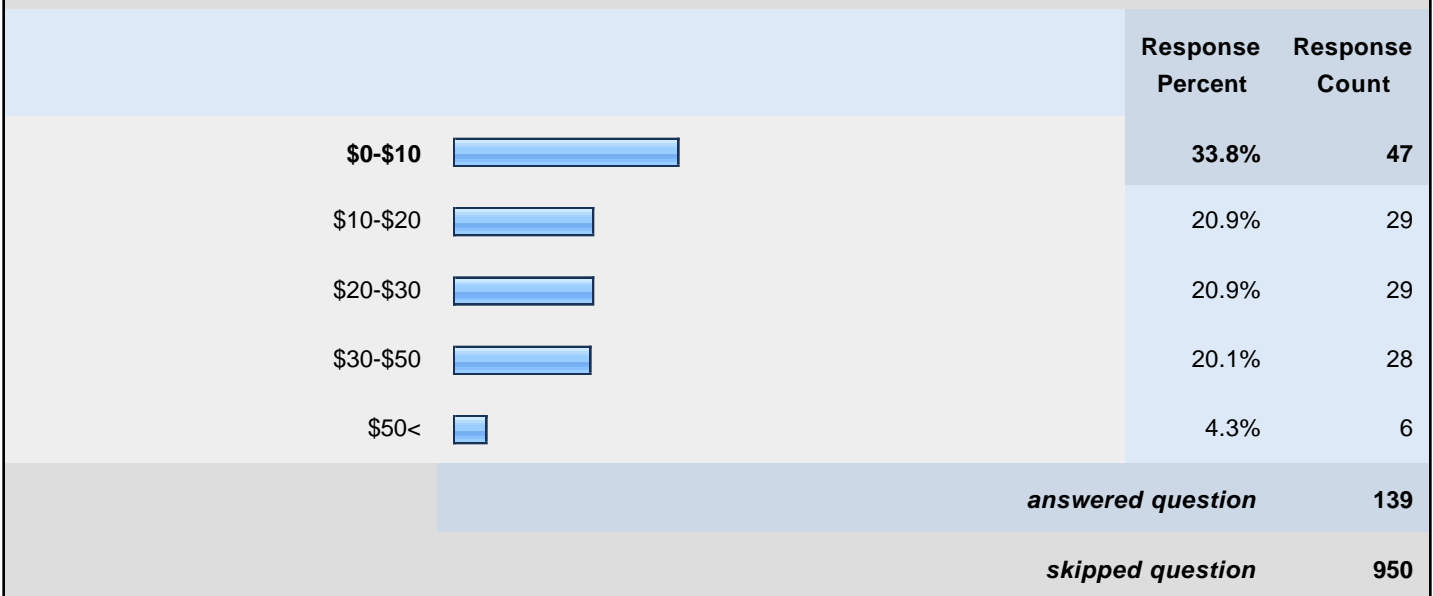 Response Percent Response Count
$0-$10 33.8% 47
$10-$20 20.9% 29
$20-$30 20.9% 29
$30-$50 20.1% 28
$50< 4.3% 6
answered question 139
skipped question 950